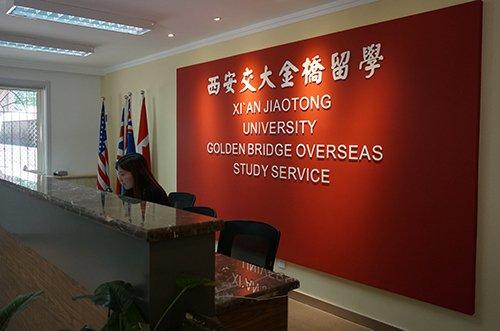 西安交大金橋留學
XI'AN JIAOTONG
UNIVERSITY
GOLDEN BRIDGE OVERSEAS
STUDY SERVICE